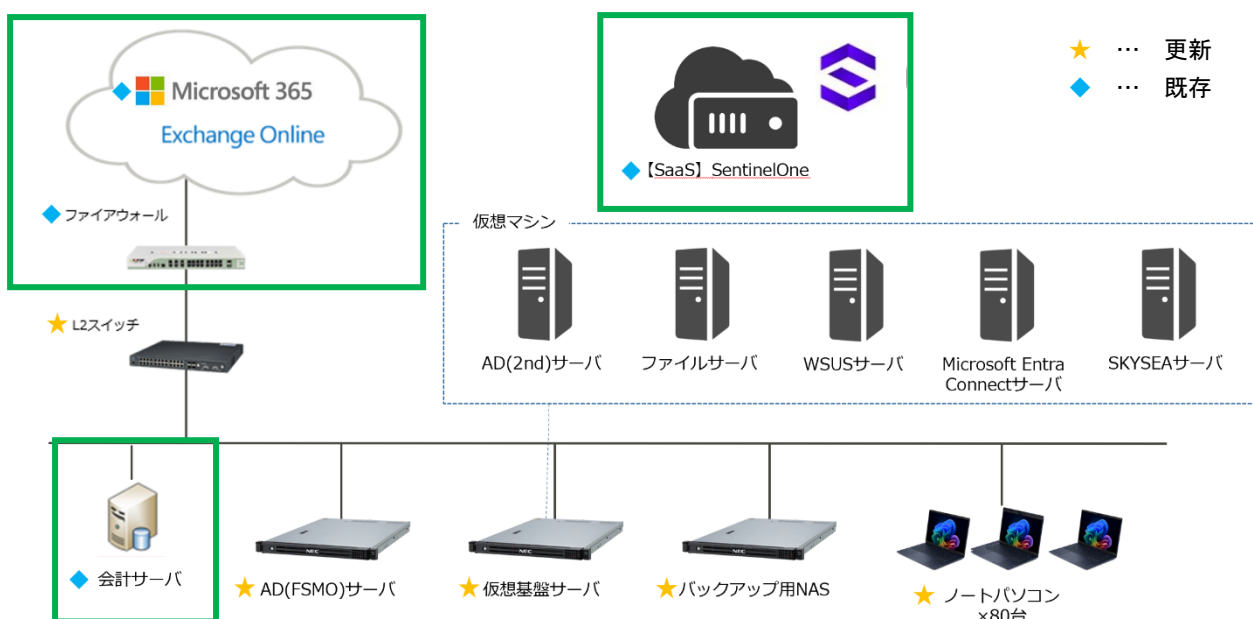 Microsoft 365
Exchange Online
【SaaS】SentinelOne
★ … 更新
◆ … 既存
ファイアウォール
仮想マシン
L2スイッチ
AD(2nd)サーバ
ファイルサーバ
WSUSサーバ
Microsoft Entra
Connectサーバ
SKYSEAサーバ
会計サーバ
NEC
AD(FSMO)サーバ
NEC
仮想基盤サーバ
NEC
バックアップ用NAS
ノートパソコン
×80台